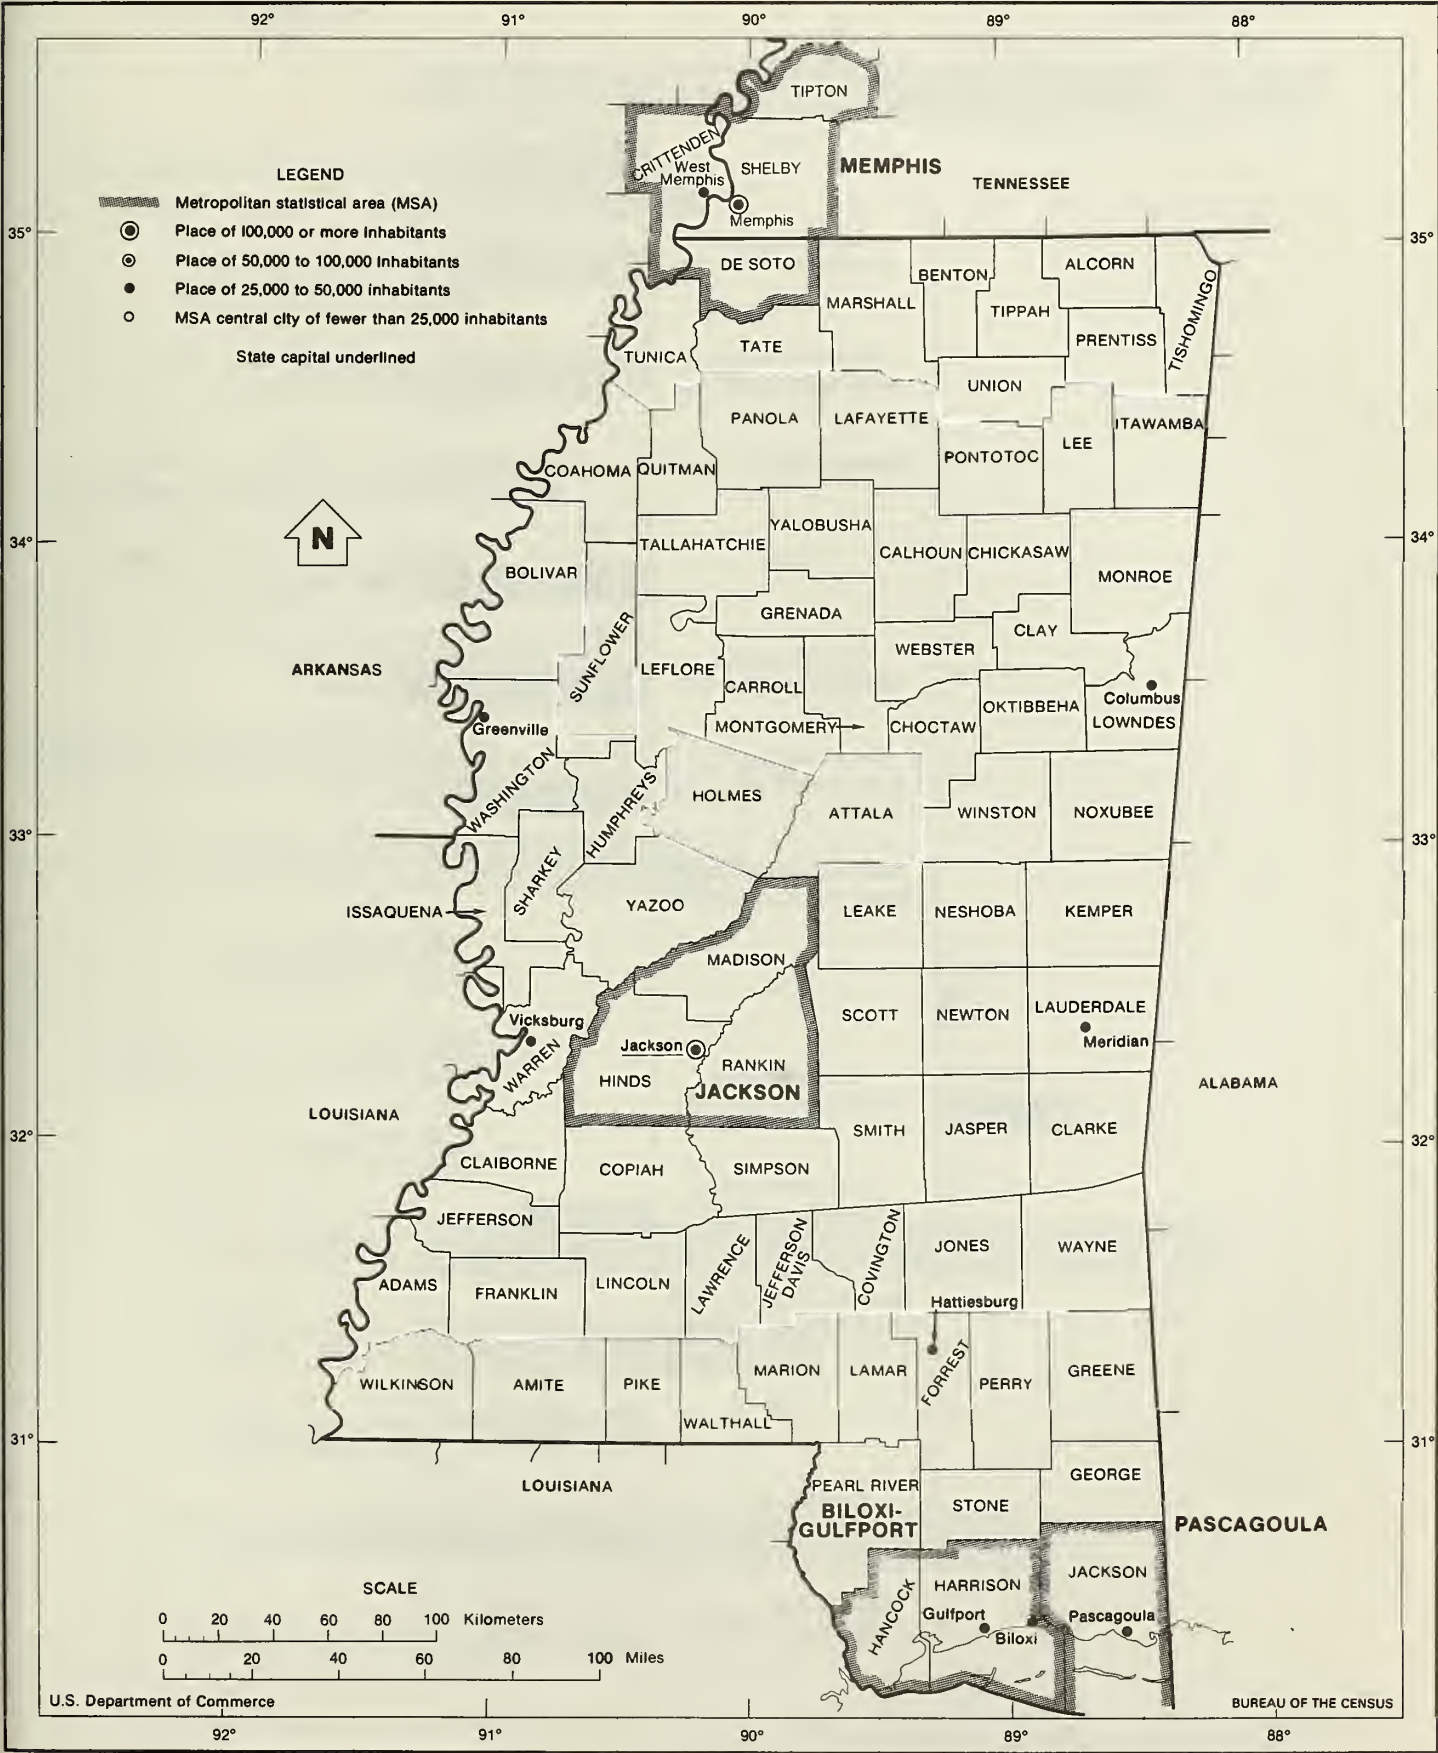 92° 91° 90° 89° 88°
TIPTON
CRITTENDEN
West
Memphis
SHELBY
MEMPHIS
TENNESSEE
Memphis
LEGEND
Metropolitan statistical area (MSA)
Place of 100,000 or more inhabitants
Place of 50,000 to 100,000 inhabitants
Place of 25,000 to 50,000 inhabitants
MSA central city of fewer than 25,000 inhabitants
State capital underlined
35° 35°
DE SOTO
MARSHALL
BENTON
ALCORN
TIPPAH
TISHOMINGO
PRENTISS
TUNICA
TATE
UNION
PANOLA
LAFAYETTE
ITAWAMBA
LEE
PONTOTOC
COAHOMA
QUITMAN
N
34° 34°
YALOBUSHA
TALLAHATCHIE
CALHOUN
CHICKASAW
BOLIVAR
MONROE
GRENADA
CLAY
WEBSTER
ARKANSAS
SUNFLOWER
LEFLORE
CARROLL
OKTIBBEHA
Columbus
LOWNDES
Greenville
MONTGOMERY
CHOCTAW
WASHINGTON
HUMPHREYS
HOLMES
ATTALA
WINSTON
NOXUBEE
33° 33°
SHARKEY
ISSAQUENA
YAZOO
LEAKE
NESHOBA
KEMPER
MADISON
SCOTT
NEWTON
LAUDERDALE
Meridian
Vicksburg
WARREN
Jackson
HINDS
RANKIN
JACKSON
ALABAMA
LOUISIANA
32° 32°
SMITH
JASPER
CLARKE
CLAIBORNE
COPIAH
SIMPSON
JEFFERSON
LAWRENCE
JEFFERSON
DAVIS
COVINGTON
JONES
WAYNE
ADAMS
FRANKLIN
LINCOLN
Hattiesburg
WILKINSON
AMITE
PIKE
WALTHALL
MARION
LAMAR
FORREST
PERRY
GREENE
31° 31°
LOUISIANA
PEARL RIVER
GEORGE
STONE
BILOXI-
GULFPORT
PASCAGOULA
HANCOCK
HARRISON
JACKSON
Gulfport
Biloxi
Pascagoula
SCALE
0 20 40 60 80 100 Kilometers
0 20 40 60 80 100 Miles
U.S. Department of Commerce
BUREAU OF THE CENSUS
92° 91° 90° 89° 88°